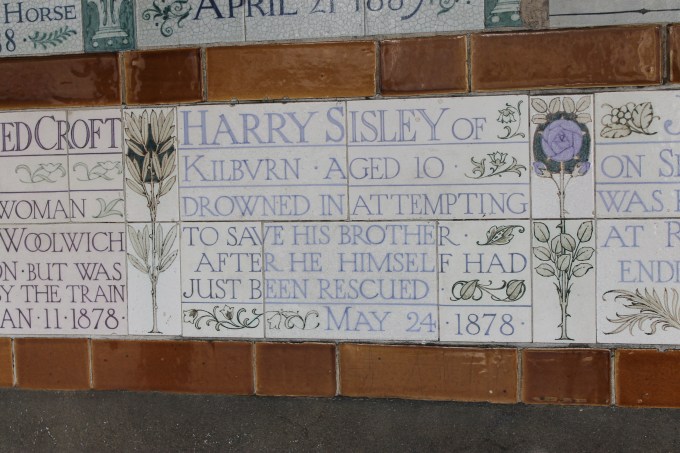 HORSE
88
APRIL 21 1889
ED CROFT
WOMAN
WOOLWICH
ON · BUT WAS
BY THE TRAIN
AN · 11 · 1878 ·
HARRY SISLEY OF
KILBVRN · AGED 10 ·
DROWNED IN ATTEMPTING
TO SAVE HIS BROTHER ·
AFTER HE HIMSELF HAD
JUST BEEN RESCUED
MAY 24 · 1878 ·
ON
WAS
AT
ENDI